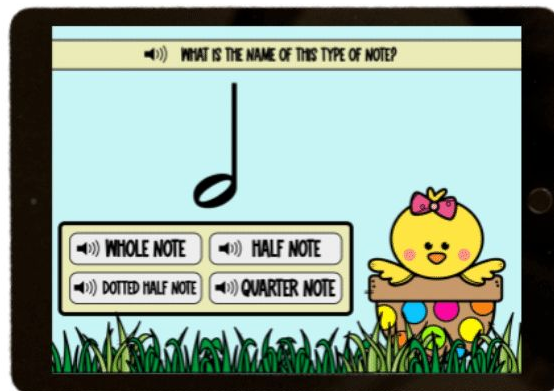 WHAT IS THE NAME OF THIS TYPE OF NOTE?
WHOLE NOTE
HALF NOTE
DOTTED HALF NOTE
QUARTER NOTE